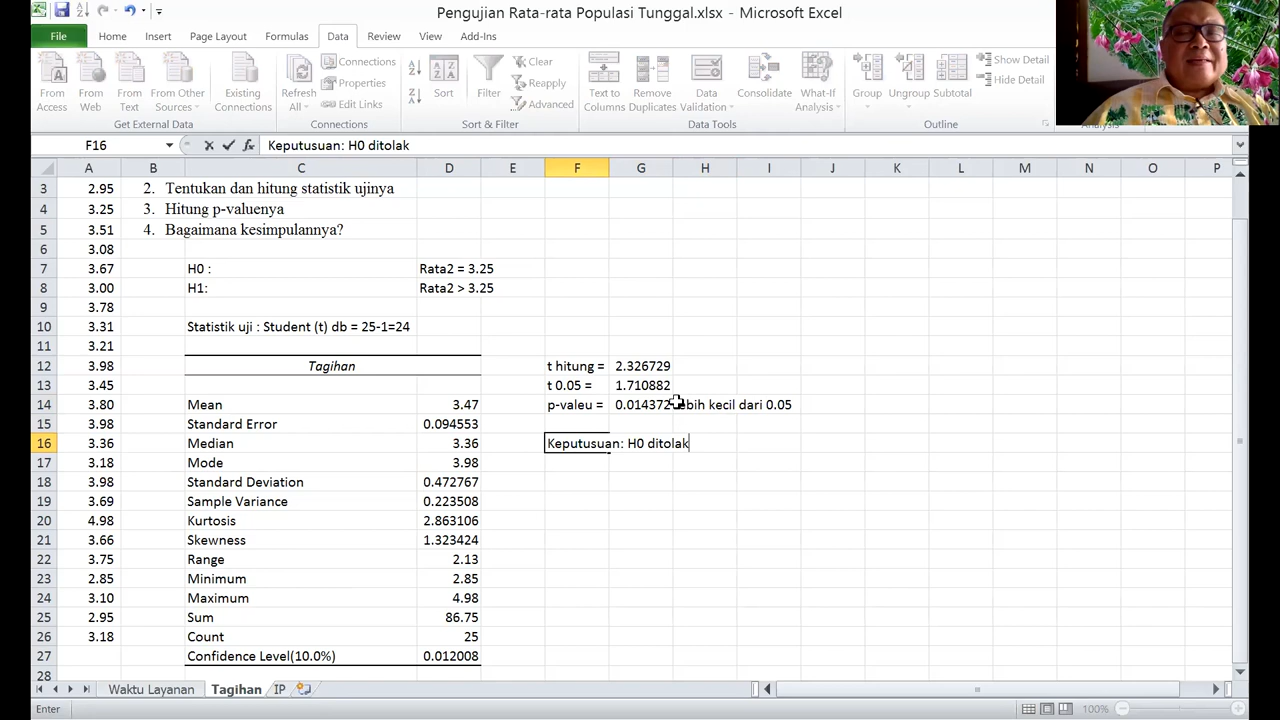 Pengujian Rata-rata Populasi Tunggal.xlsx - Microsoft Excel
File Home Insert Page Layout Formulas Data Review View Add-Ins
From Access From Web From Text From Other Sources Existing Connections Refresh All Connections Properties Edit Links Sort Filter Clear Reapply Advanced Text to Columns Remove Duplicates Data Validation Consolidate What-If Analysis Group Ungroup Subtotal Show Detail Hide Detail
Get External Data Connections Sort & Filter Data Tools Outline Analysis
F16 fx Keputusuan: H0 ditolak
A B C D E F G H I J K L M N O P
3 2.95 2. Tentukan dan hitung statistik ujinya
4 3.25 3. Hitung p-valuenya
5 3.51 4. Bagaimana kesimpulannya?
6 3.08
7 3.67 H0 : Rata2 = 3.25
8 3.00 H1: Rata2 > 3.25
9 3.78
10 3.31 Statistik uji : Student (t) db = 25-1=24
11 3.21
12 3.98 Tagihan t hitung = 2.326729
13 3.45 t 0.05 = 1.710882
14 3.80 Mean 3.47 p-valeu = 0.014372 lebih kecil dari 0.05
15 3.98 Standard Error 0.094553
16 3.36 Median 3.36 Keputusuan: H0 ditolak
17 3.18 Mode 3.98
18 3.98 Standard Deviation 0.472767
19 3.69 Sample Variance 0.223508
20 4.98 Kurtosis 2.863106
21 3.66 Skewness 1.323424
22 3.75 Range 2.13
23 2.85 Minimum 2.85
24 3.10 Maximum 4.98
25 2.95 Sum 86.75
26 3.18 Count 25
27 Confidence Level(10.0%) 0.012008
28
Waktu Layanan Tagihan IP
Enter 100%